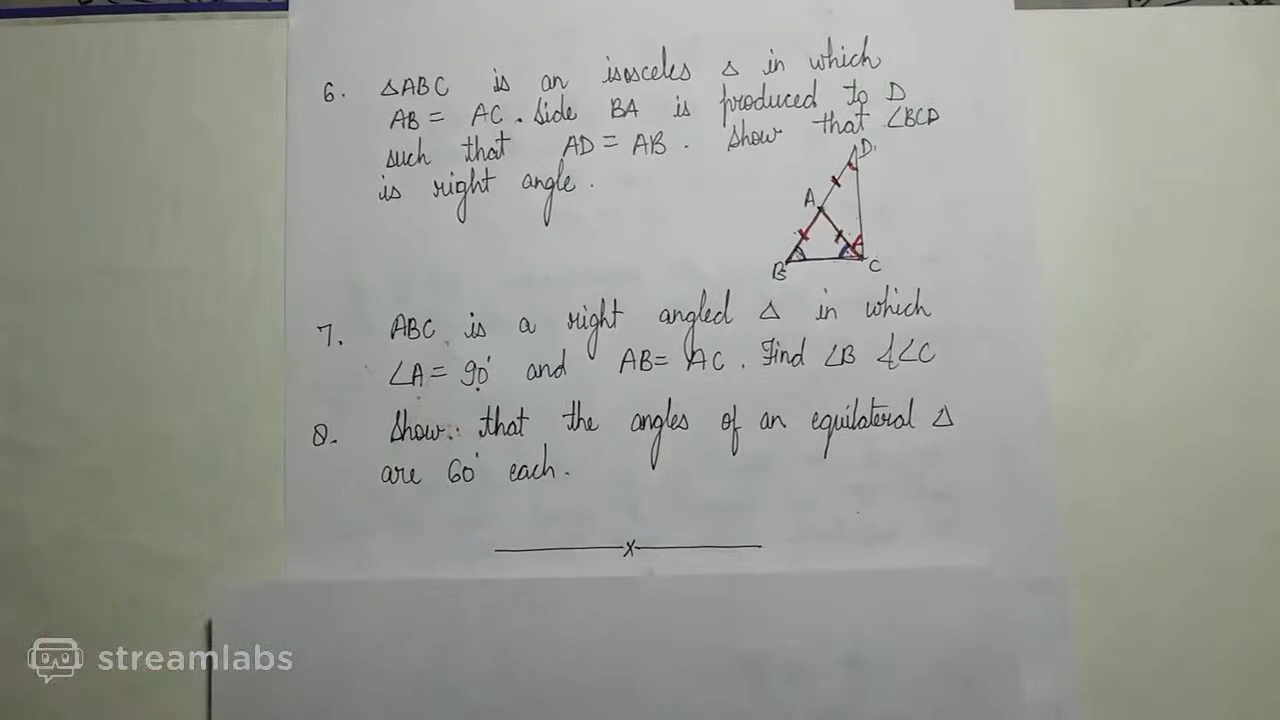 6. △ABC is an isosceles △ in which
AB = AC. Side BA is produced to D
such that AD = AB. Show that ∠BCD
is right angle.
D.
A
B
C
7. ABC is a right angled △ in which
∠A = 90° and AB = AC. Find ∠B & ∠C
8. Show that the angles of an equilateral △
are 60° each.
x
streamlabs